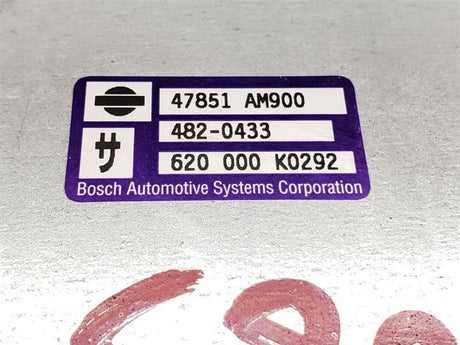 47851 AM900
サ 482-0433
620 000 K0292
Bosch Automotive Systems Corporation